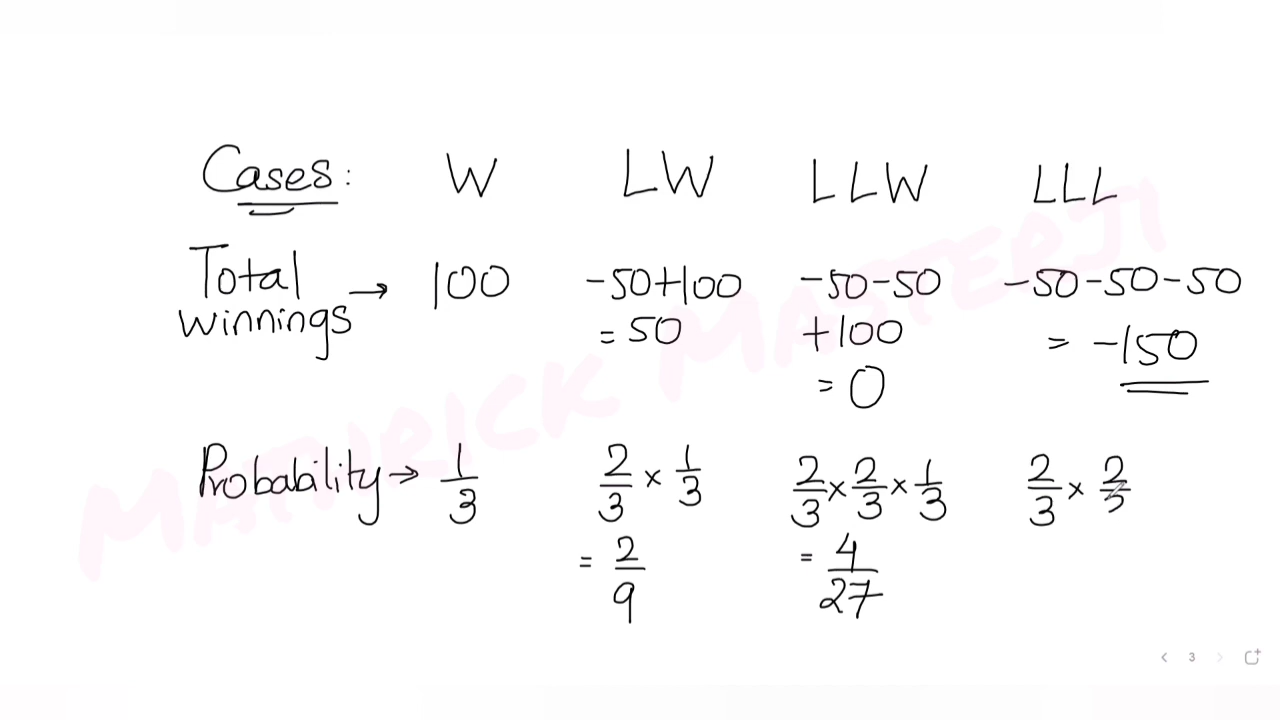 Cases: W LW LLW LLL
Total winnings → 100 -50+100 = 50 -50-50 +100 = 0 -50-50-50 = -150
Probability → 1/3 2/3 × 1/3 = 2/9 2/3 × 2/3 × 1/3 = 4/27 2/3 × 2/
MATHRICK MASTERJI
3